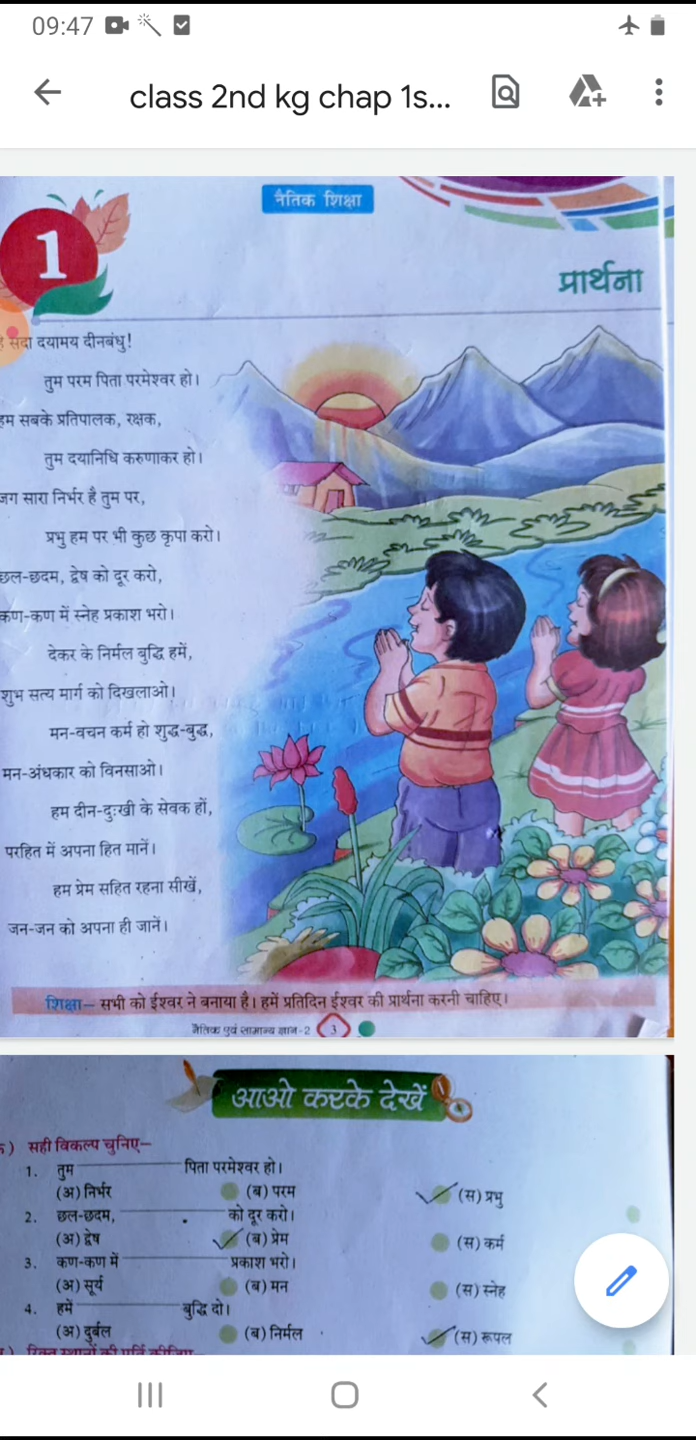 09:47
class 2nd kg chap 1s...
नैतिक शिक्षा
1
प्रार्थना
हे सदा दयामय दीनबंधु!
तुम परम पिता परमेश्वर हो।
हम सबके प्रतिपालक, रक्षक,
तुम दयानिधि करुणाकर हो।
जग सारा निर्भर है तुम पर,
प्रभु हम पर भी कुछ कृपा करो।
छल-छदम, द्वेष को दूर करो,
कण-कण में स्नेह प्रकाश भरो।
देकर के निर्मल बुद्धि हमें,
शुभ सत्य मार्ग को दिखलाओ।
मन-वचन कर्म हो शुद्ध-बुद्ध,
मन-अंधकार को विनसाओ।
हम दीन-दुःखी के सेवक हों,
परहित में अपना हित मानें।
हम प्रेम सहित रहना सीखें,
जन-जन को अपना ही जानें।
शिक्षा— सभी को ईश्वर ने बनाया है। हमें प्रतिदिन ईश्वर की प्रार्थना करनी चाहिए।
नैतिक एवं सामान्य ज्ञान-2 3
आओ करके देखें
) सही विकल्प चुनिए—
1. तुम ________ पिता परमेश्वर हो।
(अ) निर्भर (ब) परम (स) प्रभु
2. छल-छदम, ________ को दूर करो।
(अ) द्वेष (ब) प्रेम (स) कर्म
3. कण-कण में ________ प्रकाश भरो।
(अ) सूर्य (ब) मन (स) स्नेह
4. हमें ________ बुद्धि दो।
(अ) दुर्बल (ब) निर्मल (स) रूपल
) रिक्त स्थानों की पूर्ति कीजिए—